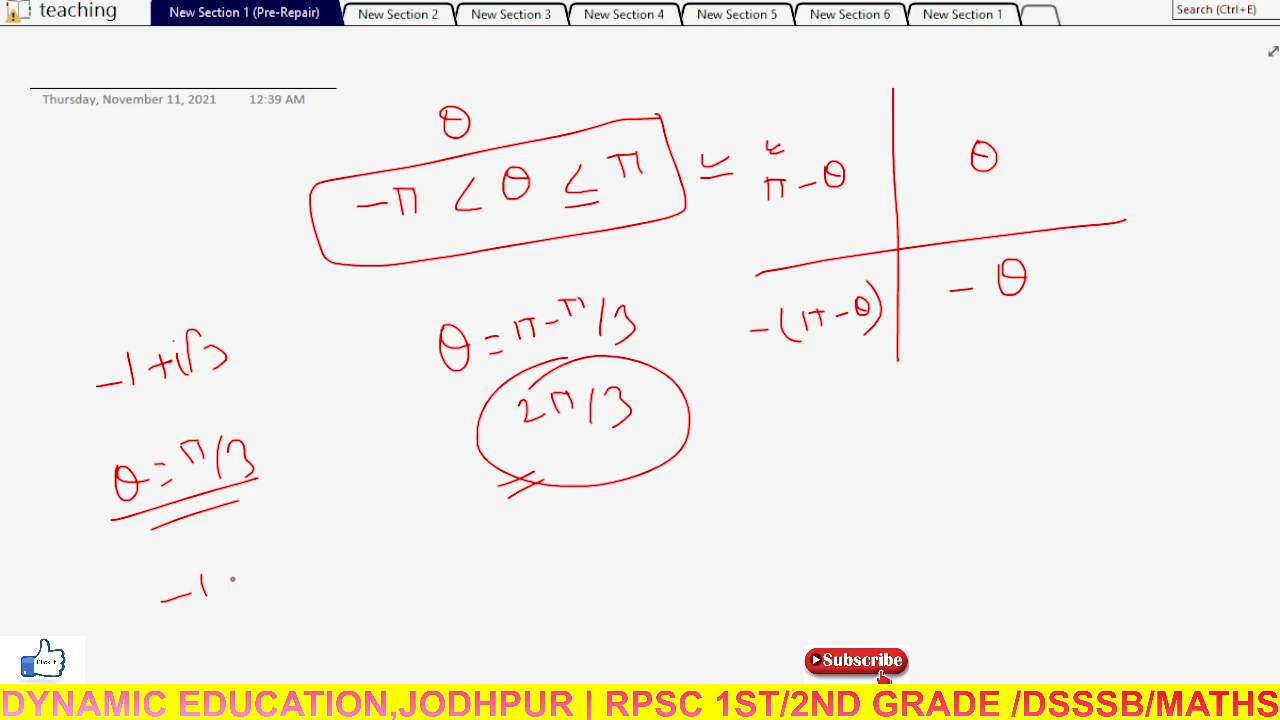 teaching
New Section 1 (Pre-Repair)
New Section 2
New Section 3
New Section 4
New Section 5
New Section 6
New Section 1
Search (Ctrl+E)
Thursday, November 11, 2021 12:39 AM
θ
-π < θ ≤ π
π - θ
θ
-(π - θ)
- θ
-1 + i√3
θ = π/3
θ = π - π/3
2π/3
-1
Subscribe
DYNAMIC EDUCATION,JODHPUR | RPSC 1ST/2ND GRADE /DSSSB/MATHS